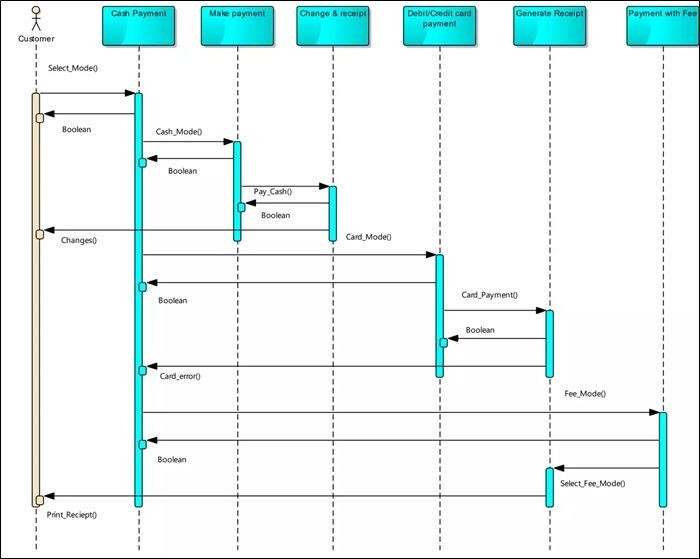 Cash Payment
Make payment
Change & receipt
Debit/Credit card
payment
Generate Receipt
Payment with Fee
Customer
Select_Mode()
Boolean
Cash_Mode()
Boolean
Pay_Cash()
Boolean
Changes()
Card_Mode()
Boolean
Card_Payment()
Boolean
Card_error()
Fee_Mode()
Boolean
Select_Fee_Mode()
Print_Reciept()